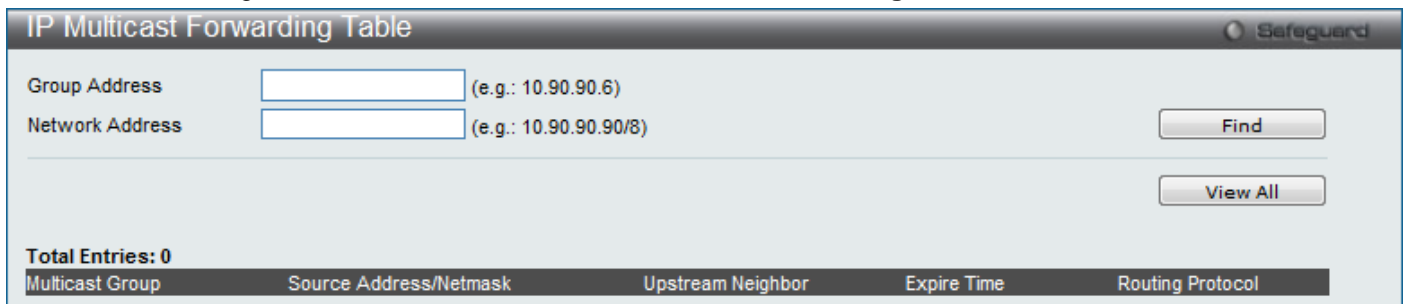 IP Multicast Forwarding Table Safeguard
Group Address (e.g.: 10.90.90.6)
Network Address (e.g.: 10.90.90.90/8) Find
View All
Total Entries: 0
Multicast Group Source Address/Netmask Upstream Neighbor Expire Time Routing Protocol